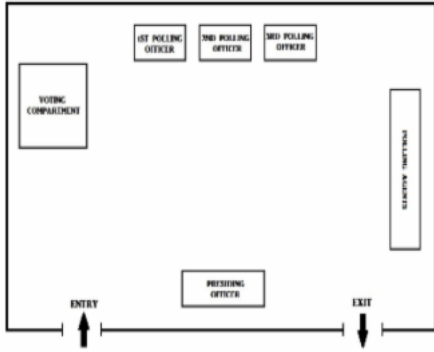 1ST POLLING
OFFICER
2ND POLLING
OFFICER
3RD POLLING
OFFICER
VOTING
COMPARTMENT
POLLING AGENTS
PRESIDING
OFFICER
ENTRY
EXIT